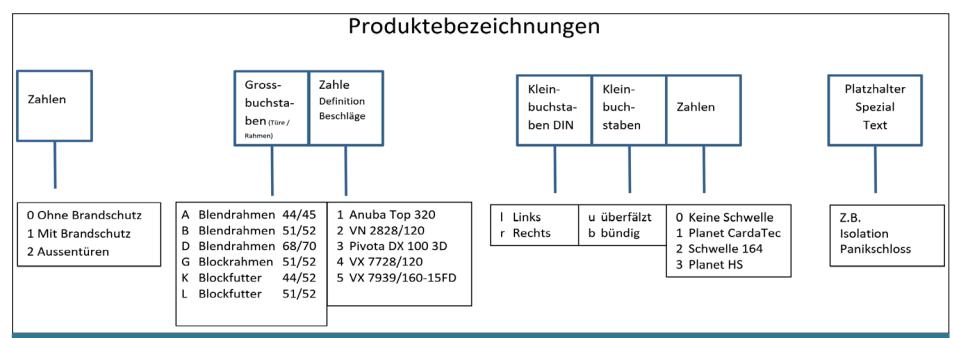 Produktebezeichnungen
Zahlen
Gross-
buchsta-
ben (Türe /
Rahmen)
Zahle
Definition
Beschläge
Klein-
buchsta-
ben DIN
Klein-
buch-
staben
Zahlen
Platzhalter
Spezial
Text
0 Ohne Brandschutz
1 Mit Brandschutz
2 Aussentüren
A Blendrahmen 44/45
B Blendrahmen 51/52
D Blendrahmen 68/70
G Blockrahmen 51/52
K Blockfutter 44/52
L Blockfutter 51/52
1 Anuba Top 320
2 VN 2828/120
3 Pivota DX 100 3D
4 VX 7728/120
5 VX 7939/160-15FD
l Links
r Rechts
u überfälzt
b bündig
0 Keine Schwelle
1 Planet CardaTec
2 Schwelle 164
3 Planet HS
Z.B.
Isolation
Panikschloss